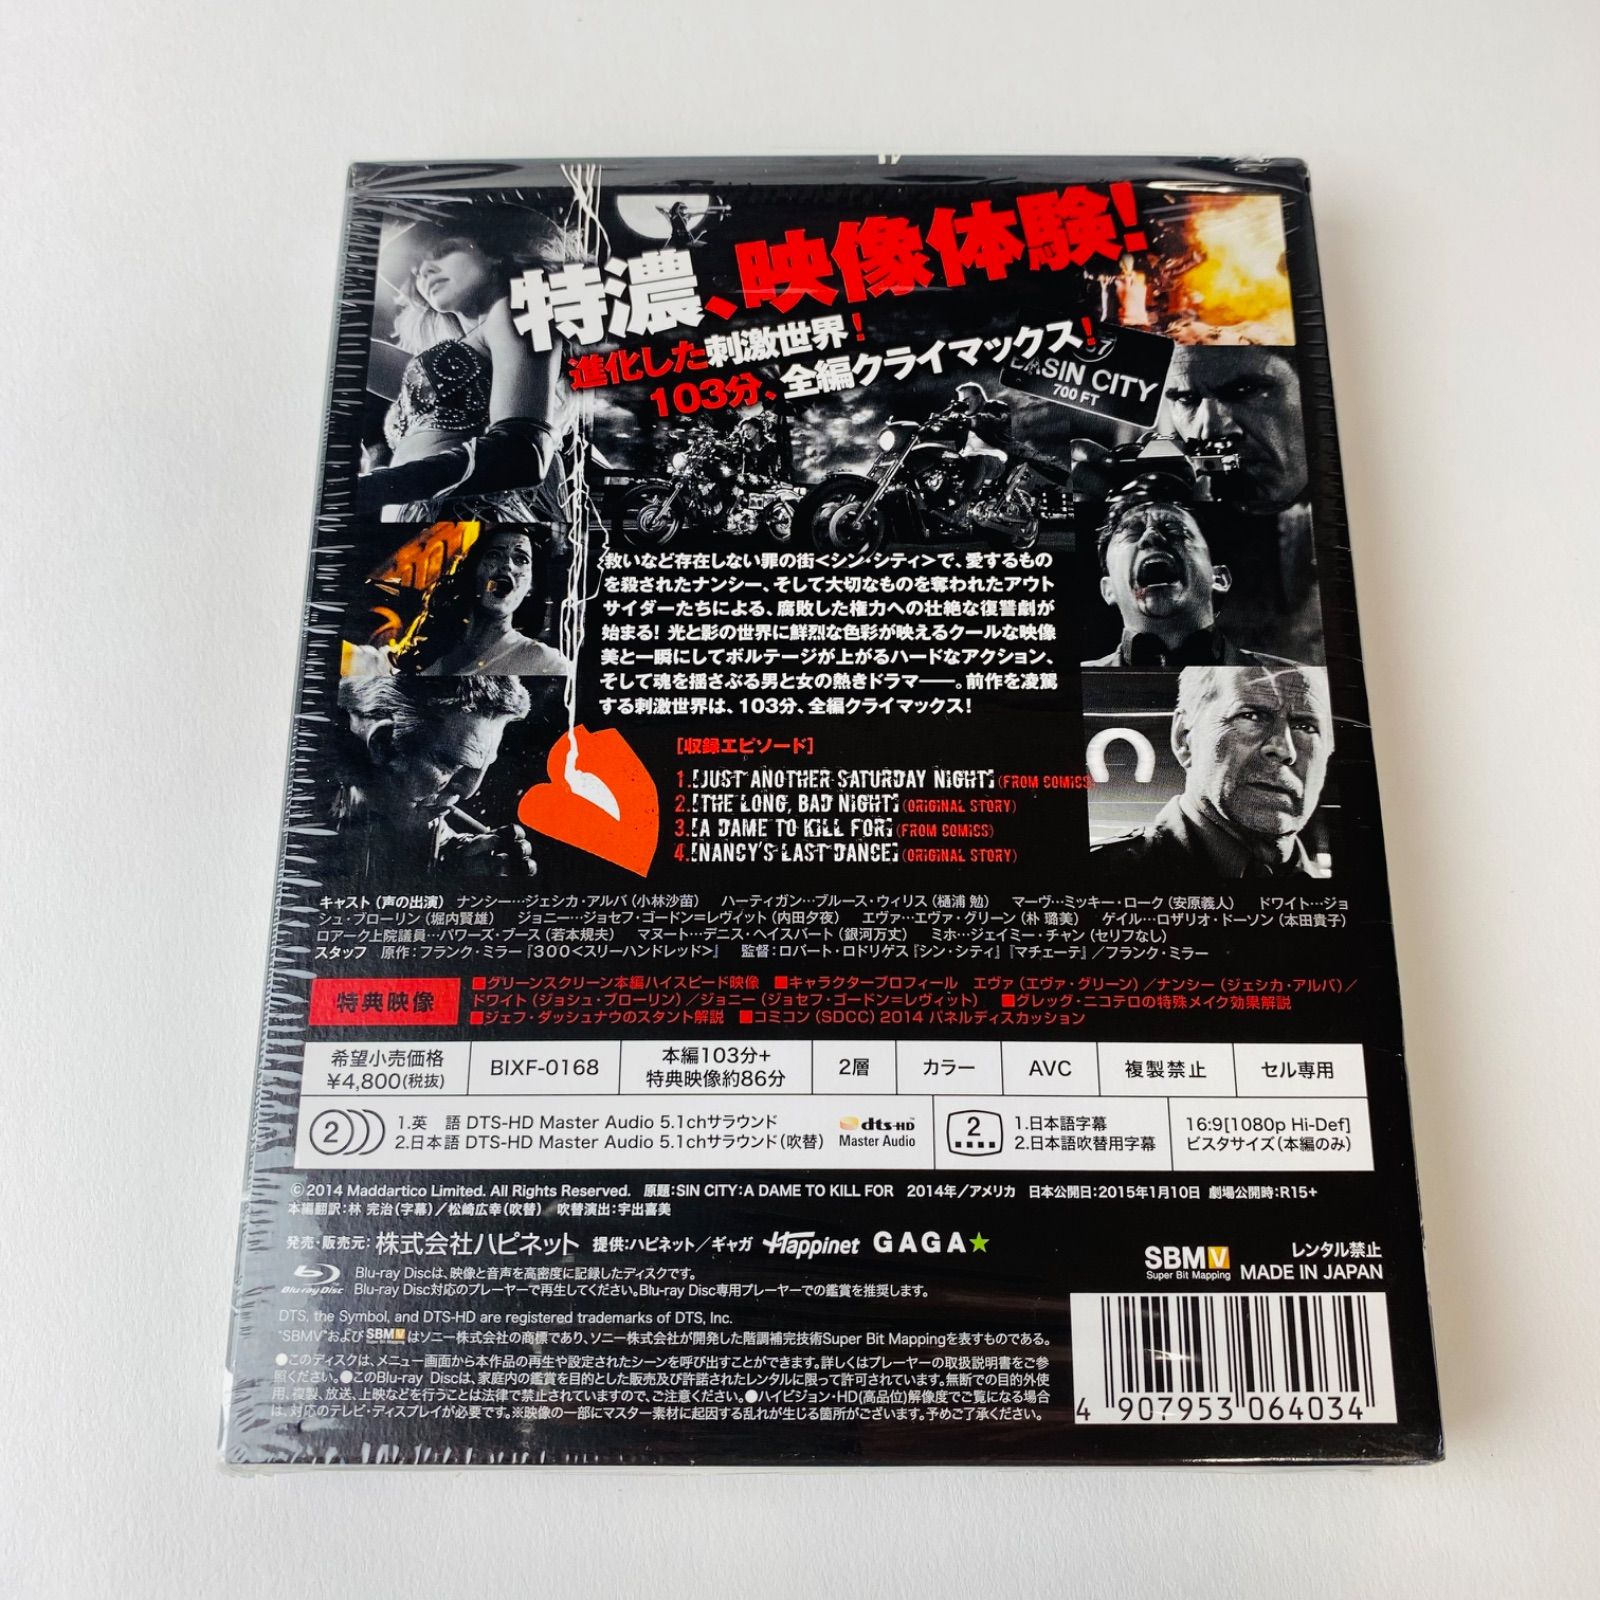 特濃、映像体験!
進化した刺激世界!
103分、全編クライマックス!
SIN CITY
700 FT
救いなど存在しない罪の街<シン・シティ>で、愛するもの
を殺されたナンシー、そして大切なものを奪われたアウト
サイダーたちによる、腐敗した権力への壮絶な復讐劇が
始まる! 光と影の世界に鮮烈な色彩が映えるクールな映像
美と一瞬にしてボルテージが上がるハードなアクション、
そして魂を揺さぶる男と女の熱きドラマ――。前作を凌駕
する刺激世界は、103分、全編クライマックス!
[収録エピソード]
1.[JUST ANOTHER SATURDAY NIGHT](FROM COMICS)
2.[THE LONG, BAD NIGHT](ORIGINAL STORY)
3.[A DAME TO KILL FOR](FROM COMICS)
4.[NANCY'S LAST DANCE](ORIGINAL STORY)
キャスト(声の出演) ナンシー…ジェシカ・アルバ(小林沙苗) ハーティガン…ブルース・ウィリス(樋浦 勉) マーヴ…ミッキー・ローク(安原義人) ドワイト…ジョ
シュ・ブローリン(堀内賢雄) ジョニー…ジョセフ・ゴードン=レヴィット(内田夕夜) エヴァ…エヴァ・グリーン(朴 璐美) ゲイル…ロザリオ・ドーソン(本田貴子)
ロアーク上院議員…パワーズ・ブース(若本規夫) マヌート…デニス・ヘイスバート(銀河万丈) ミホ…ジェイミー・チャン(セリフなし)
スタッフ 原作:フランク・ミラー『300<スリーハンドレッド>』 監督:ロバート・ロドリゲス『シン・シティ』『マチェーテ』/フランク・ミラー
特典映像
■グリーンスクリーン本編ハイスピード映像 ■キャラクタープロフィール エヴァ(エヴァ・グリーン)/ナンシー(ジェシカ・アルバ)/
ドワイト(ジョシュ・ブローリン)/ジョニー(ジョセフ・ゴードン=レヴィット) ■グレッグ・ニコテロの特殊メイク効果解説
■ジェフ・ダッシュナウのスタント解説 ■コミコン(SDCC)2014 パネルディスカッション
希望小売価格
¥4,800(税抜)
BIXF-0168
本編103分+
特典映像約86分
2層
カラー
AVC
複製禁止
セル専用
2
1.英 語 DTS-HD Master Audio 5.1chサラウンド
2.日本語 DTS-HD Master Audio 5.1chサラウンド(吹替)
dts-HD
Master Audio
2
1.日本語字幕
2.日本語吹替用字幕
16:9[1080p Hi-Def]
ビスタサイズ(本編のみ)
©2014 Maddartico Limited. All Rights Reserved. 原題:SIN CITY:A DAME TO KILL FOR 2014年/アメリカ 日本公開日:2015年1月10日 劇場公開時:R15+
本編翻訳:林 完治(字幕)/松崎広幸(吹替) 吹替演出:宇出喜美
発売・販売元:株式会社ハピネット 提供:ハピネット/ギャガ Happinet GAGA★
SBMV
Super Bit Mapping
レンタル禁止
MADE IN JAPAN
Blu-ray Disc
Blu-ray Discは、映像と音声を高密度に記録したディスクです。
Blu-ray Disc対応のプレーヤーで再生してください。Blu-ray Disc専用プレーヤーでの鑑賞を推奨します。
DTS, the Symbol, and DTS-HD are registered trademarks of DTS, Inc.
"SBMV"およびSBMVはソニー株式会社の商標であり、ソニー株式会社が開発した階調補完技術Super Bit Mappingを表すものである。
●このディスクは、メニュー画面から本作品の再生や設定されたシーンを呼び出すことができます。詳しくはプレーヤーの取扱説明書をご参
照ください。●このBlu-ray Discは、家庭内の鑑賞を目的とした販売及び許諾されたレンタルに限って許可されています。無断での目的外使
用、複製、放送、上映などを行うことは法律で禁止されていますので、ご注意ください。●ハイビジョン・HD(高品位)解像度でご覧になる場合
は、対応のテレビ・ディスプレイが必要です。※映像の一部にマスター素材に起因する乱れが生じる箇所がございます。予めご了承ください。
4 907953 064034